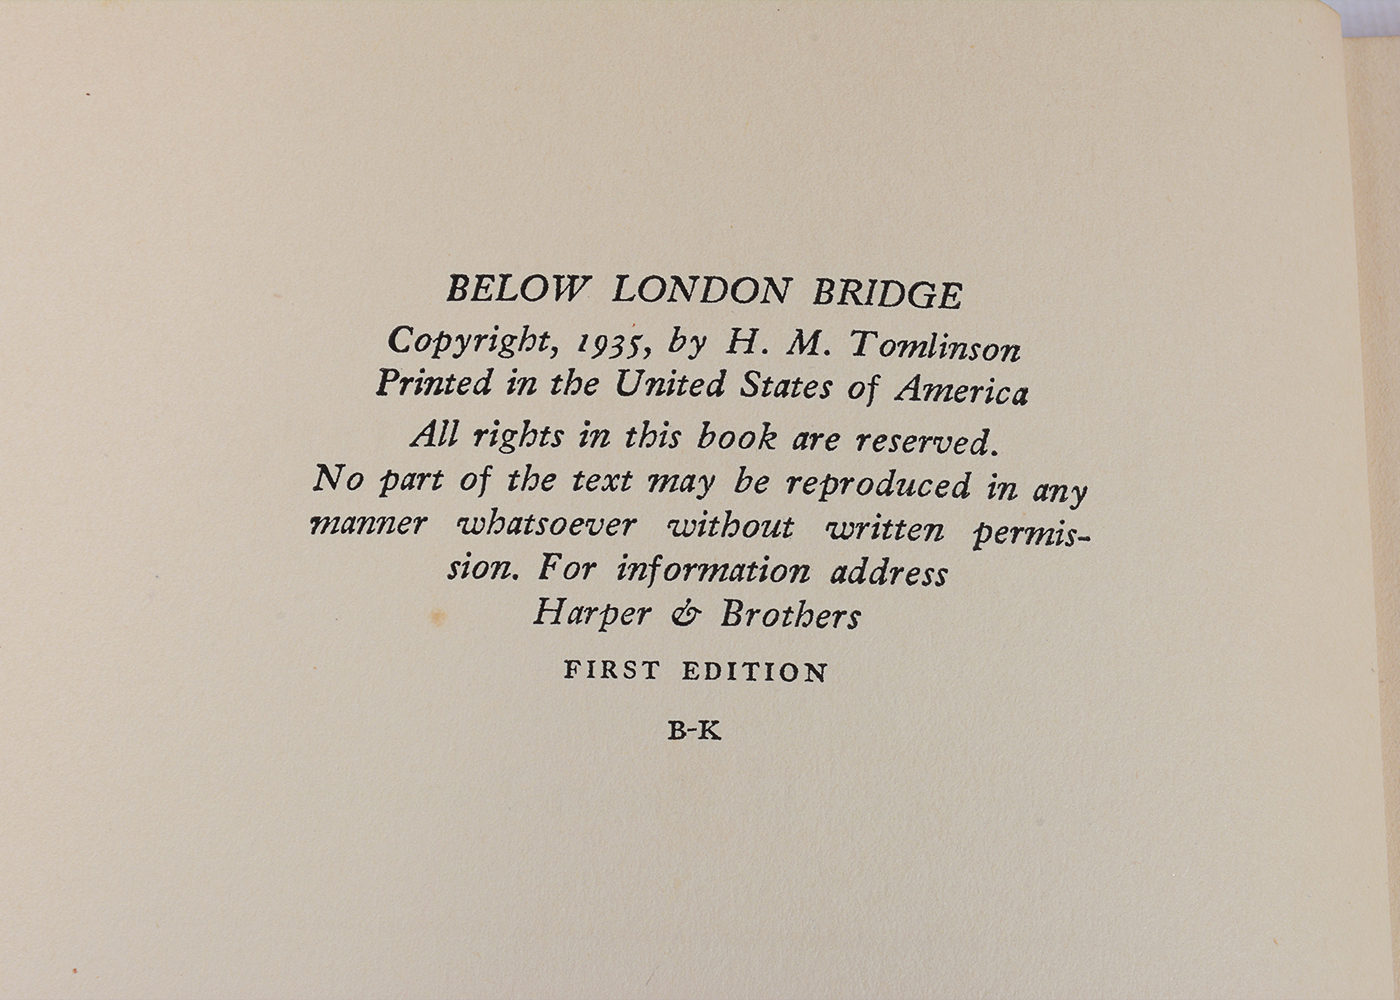 BELOW LONDON BRIDGE
Copyright, 1935, by H. M. Tomlinson
Printed in the United States of America
All rights in this book are reserved.
No part of the text may be reproduced in any
manner whatsoever without written permis-
sion. For information address
Harper & Brothers
FIRST EDITION
B-K